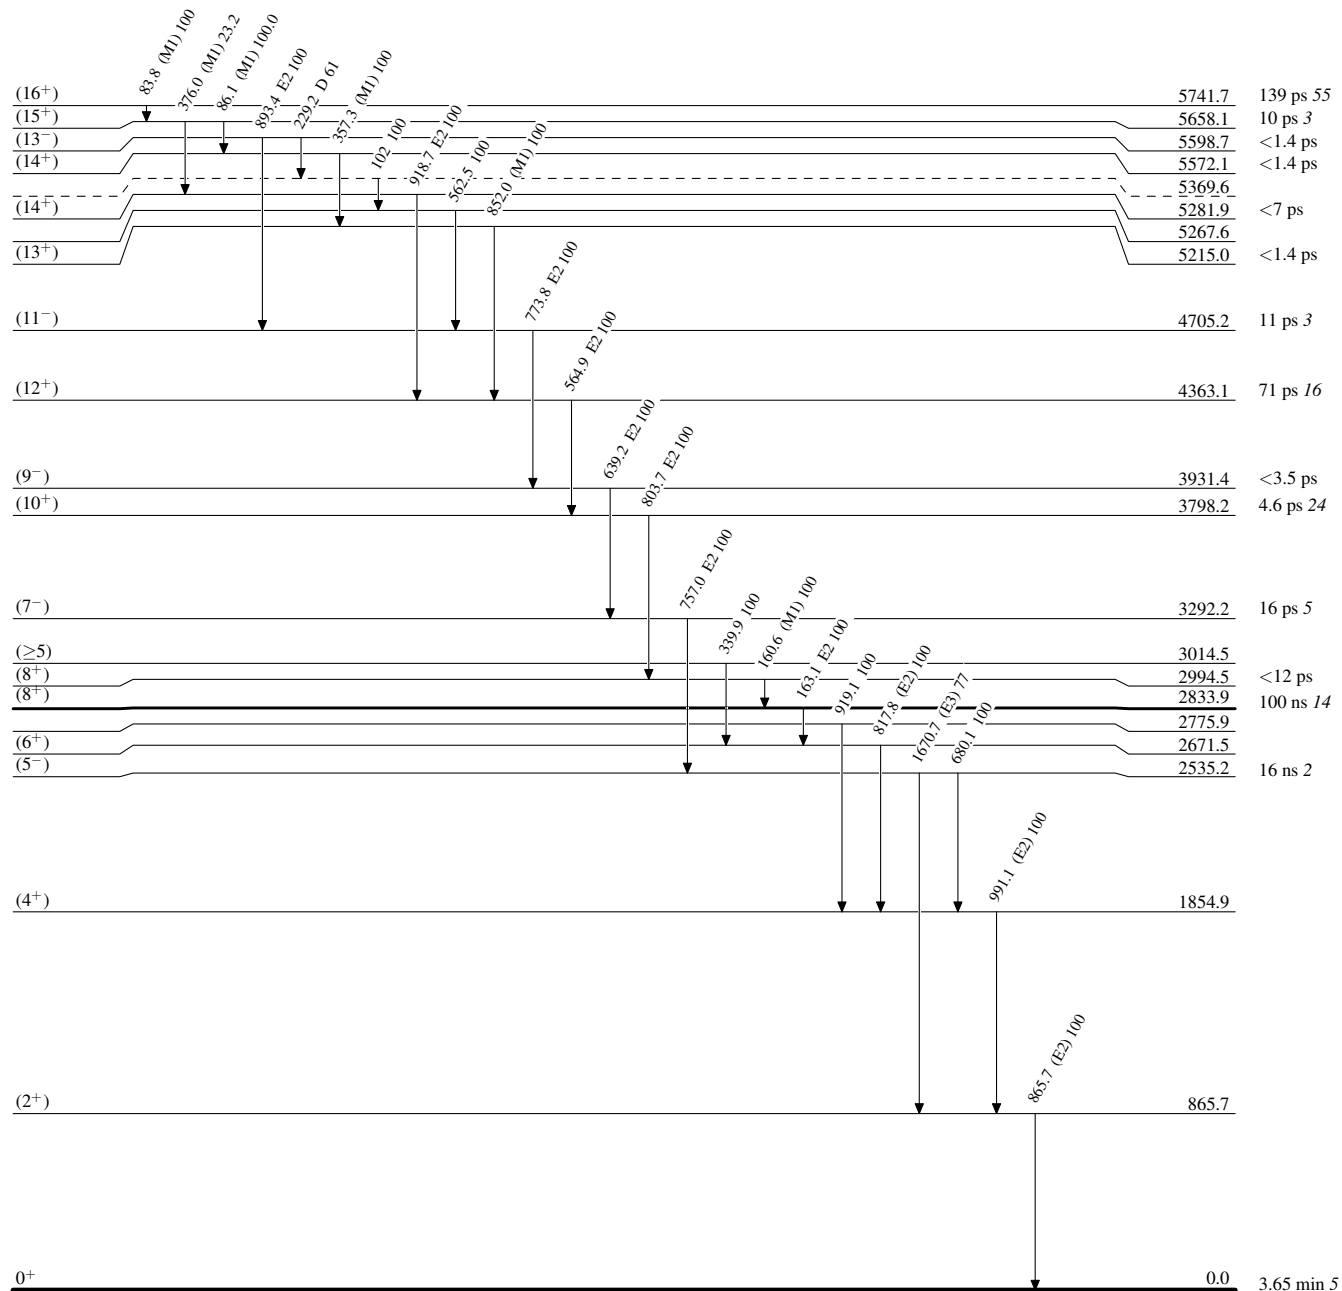 83.8 (M1) 100
376.0 (M1) 23.2
86.1 (M1) 100.0
893.4 E2 100
229.2 D 61
357.3 (M1) 100
102 100
918.7 E2 100
562.5 100
852.0 (M1) 100
773.8 E2 100
564.9 E2 100
639.2 E2 100
803.7 E2 100
757.0 E2 100
339.9 100
160.6 (M1) 100
163.1 E2 100
919.1 100
817.8 (E2) 100
1670.7 (E3) 77
680.1 100
991.1 (E2) 100
865.7 (E2) 100
(16⁺) 5741.7 139 ps 55
(15⁺) 5658.1 10 ps 3
(13⁻) 5598.7 <1.4 ps
(14⁺) 5572.1 <1.4 ps
5369.6
(14⁺) 5281.9 <7 ps
5267.6
(13⁺) 5215.0 <1.4 ps
(11⁻) 4705.2 11 ps 3
(12⁺) 4363.1 71 ps 16
(9⁻) 3931.4 <3.5 ps
(10⁺) 3798.2 4.6 ps 24
(7⁻) 3292.2 16 ps 5
(≥5) 3014.5
(8⁺) 2994.5 <12 ps
(8⁺) 2833.9 100 ns 14
2775.9
(6⁺) 2671.5
(5⁻) 2535.2 16 ns 2
(4⁺) 1854.9
(2⁺) 865.7
0⁺ 0.0 3.65 min 5